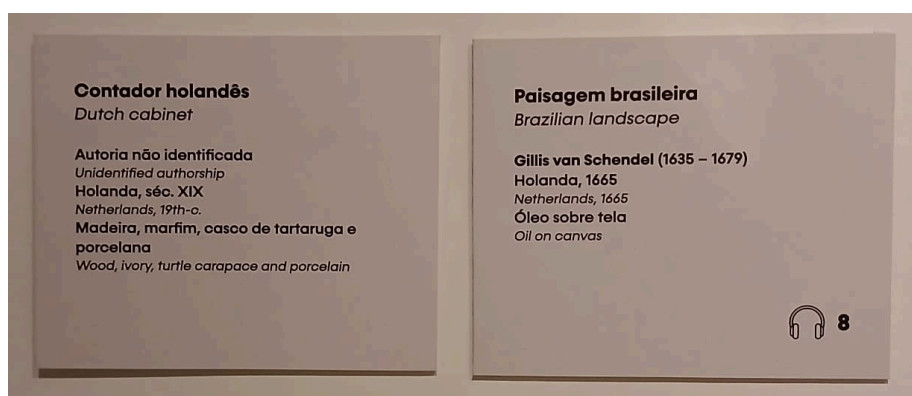 Contador holandês
Dutch cabinet
Autoria não identificada
Unidentified authorship
Holanda, séc. XIX
Netherlands, 19th-c.
Madeira, marfim, casco de tartaruga e
porcelana
Wood, ivory, turtle carapace and porcelain
Paisagem brasileira
Brazilian landscape
Gillis van Schendel (1635 – 1679)
Holanda, 1665
Netherlands, 1665
Óleo sobre tela
Oil on canvas
8